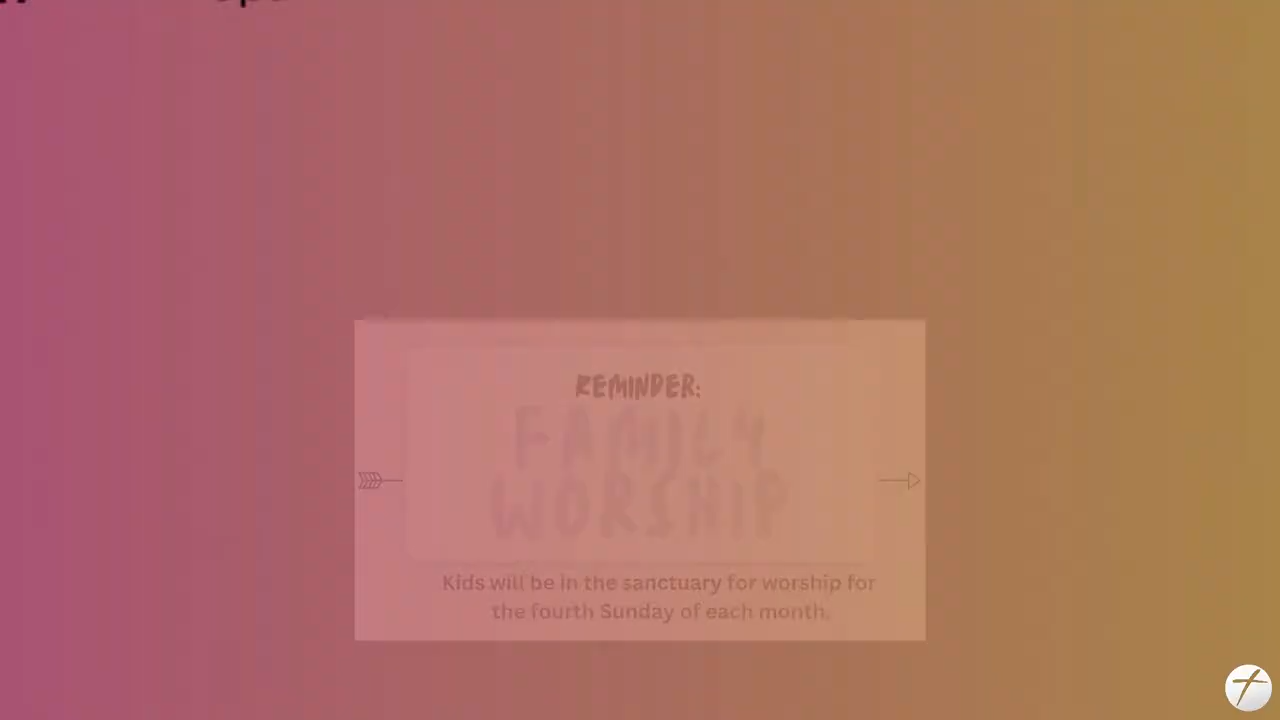 REMINDER:
FAMILY
WORSHIP
Kids will be in the sanctuary for worship for
the fourth Sunday of each month.